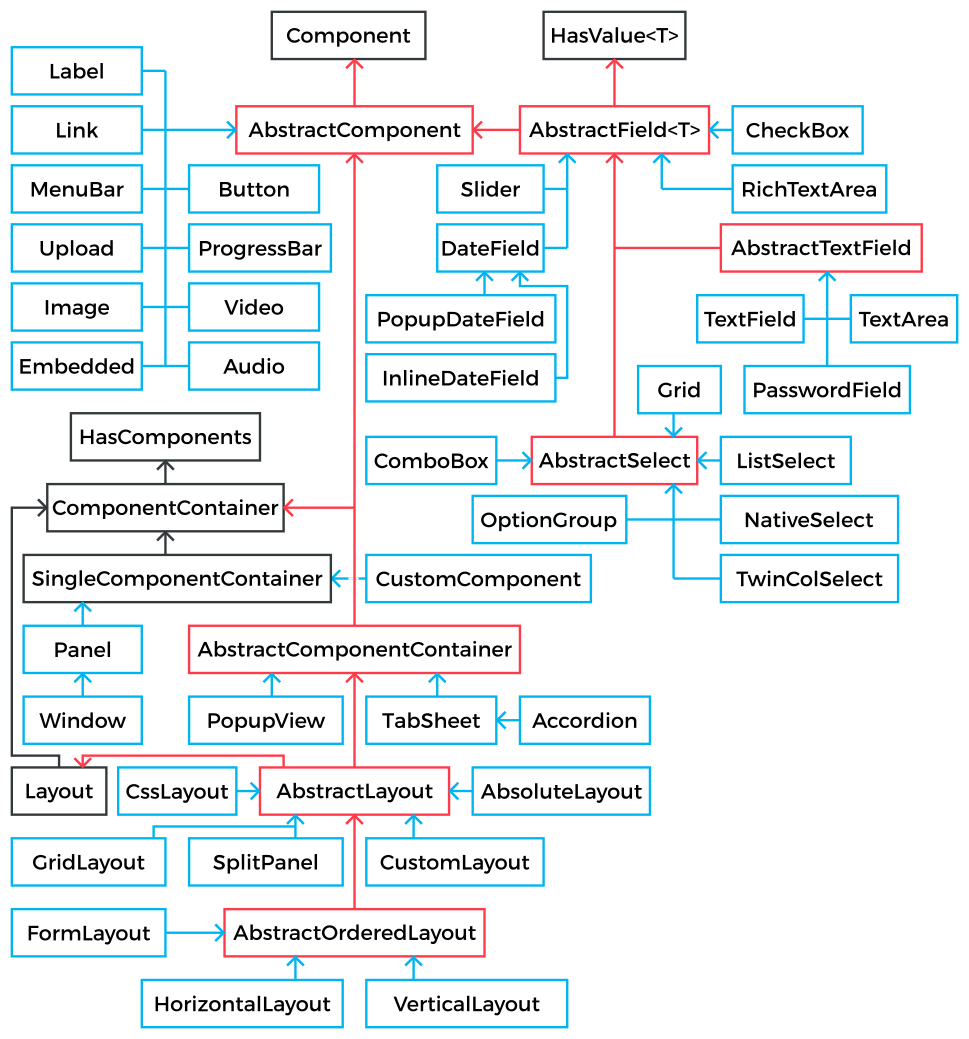 Component
HasValue<T>
Label
Link
AbstractComponent
AbstractField<T>
CheckBox
MenuBar
Button
Slider
RichTextArea
Upload
ProgressBar
DateField
AbstractTextField
Image
Video
PopupDateField
TextField
TextArea
Embedded
Audio
InlineDateField
Grid
PasswordField
HasComponents
ComboBox
AbstractSelect
ListSelect
ComponentContainer
OptionGroup
NativeSelect
SingleComponentContainer
CustomComponent
TwinColSelect
Panel
AbstractComponentContainer
Window
PopupView
TabSheet
Accordion
Layout
CssLayout
AbstractLayout
AbsoluteLayout
GridLayout
SplitPanel
CustomLayout
FormLayout
AbstractOrderedLayout
HorizontalLayout
VerticalLayout